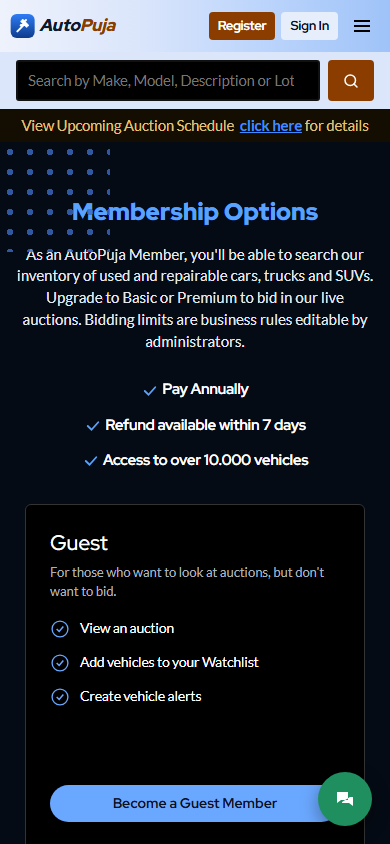 AutoPuja
Register
Sign In
Search by Make, Model, Description or Lot
View Upcoming Auction Schedule click here for details
Membership Options
As an AutoPuja Member, you'll be able to search our
inventory of used and repairable cars, trucks and SUVs.
Upgrade to Basic or Premium to bid in our live
auctions. Bidding limits are business rules editable by
administrators.
Pay Annually
Refund available within 7 days
Access to over 10.000 vehicles
Guest
For those who want to look at auctions, but don't
want to bid.
View an auction
Add vehicles to your Watchlist
Create vehicle alerts
Become a Guest Member